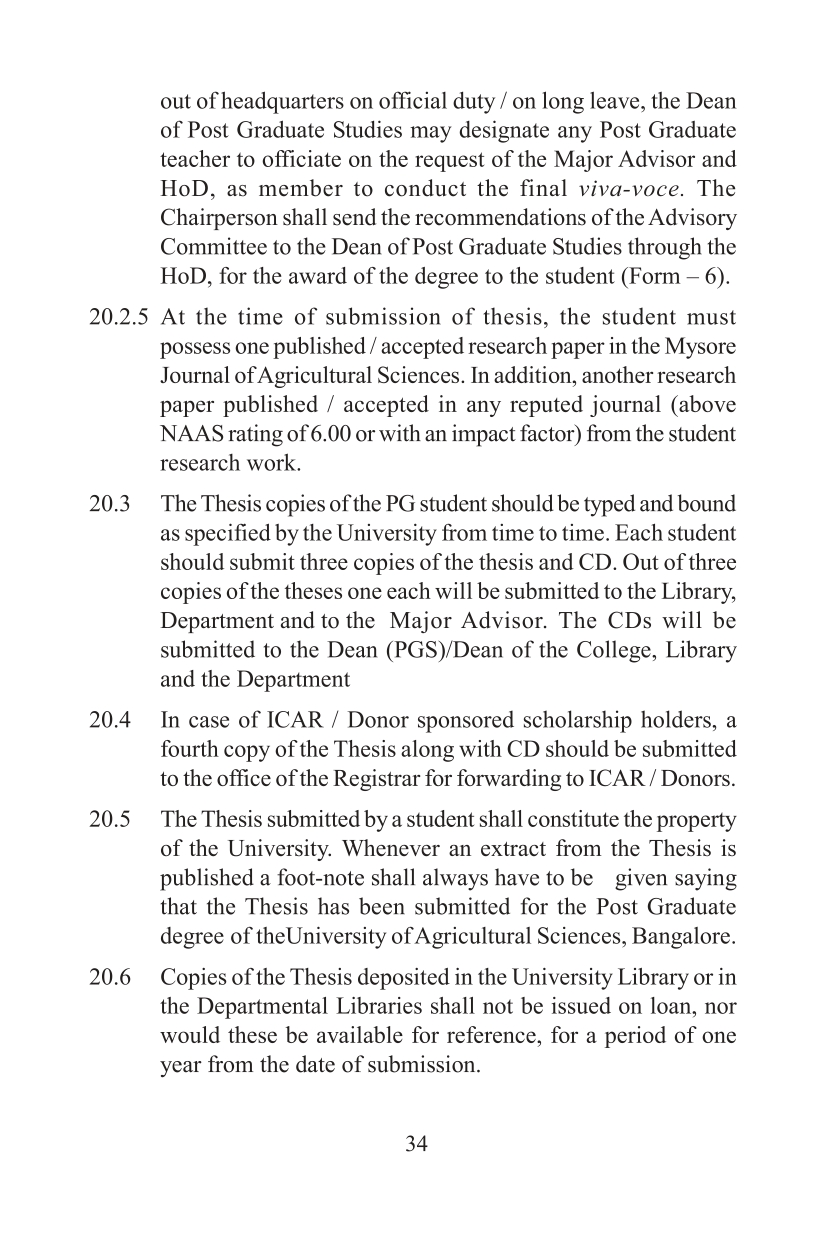 out of headquarters on official duty / on long leave, the Dean
of Post Graduate Studies may designate any Post Graduate
teacher to officiate on the request of the Major Advisor and
HoD, as member to conduct the final viva-voce. The
Chairperson shall send the recommendations of the Advisory
Committee to the Dean of Post Graduate Studies through the
HoD, for the award of the degree to the student (Form – 6).
20.2.5 At the time of submission of thesis, the student must
possess one published / accepted research paper in the Mysore
Journal of Agricultural Sciences. In addition, another research
paper published / accepted in any reputed journal (above
NAAS rating of 6.00 or with an impact factor) from the student
research work.
20.3 The Thesis copies of the PG student should be typed and bound
as specified by the University from time to time. Each student
should submit three copies of the thesis and CD. Out of three
copies of the theses one each will be submitted to the Library,
Department and to the Major Advisor. The CDs will be
submitted to the Dean (PGS)/Dean of the College, Library
and the Department
20.4 In case of ICAR / Donor sponsored scholarship holders, a
fourth copy of the Thesis along with CD should be submitted
to the office of the Registrar for forwarding to ICAR / Donors.
20.5 The Thesis submitted by a student shall constitute the property
of the University. Whenever an extract from the Thesis is
published a foot-note shall always have to be given saying
that the Thesis has been submitted for the Post Graduate
degree of theUniversity of Agricultural Sciences, Bangalore.
20.6 Copies of the Thesis deposited in the University Library or in
the Departmental Libraries shall not be issued on loan, nor
would these be available for reference, for a period of one
year from the date of submission.
34